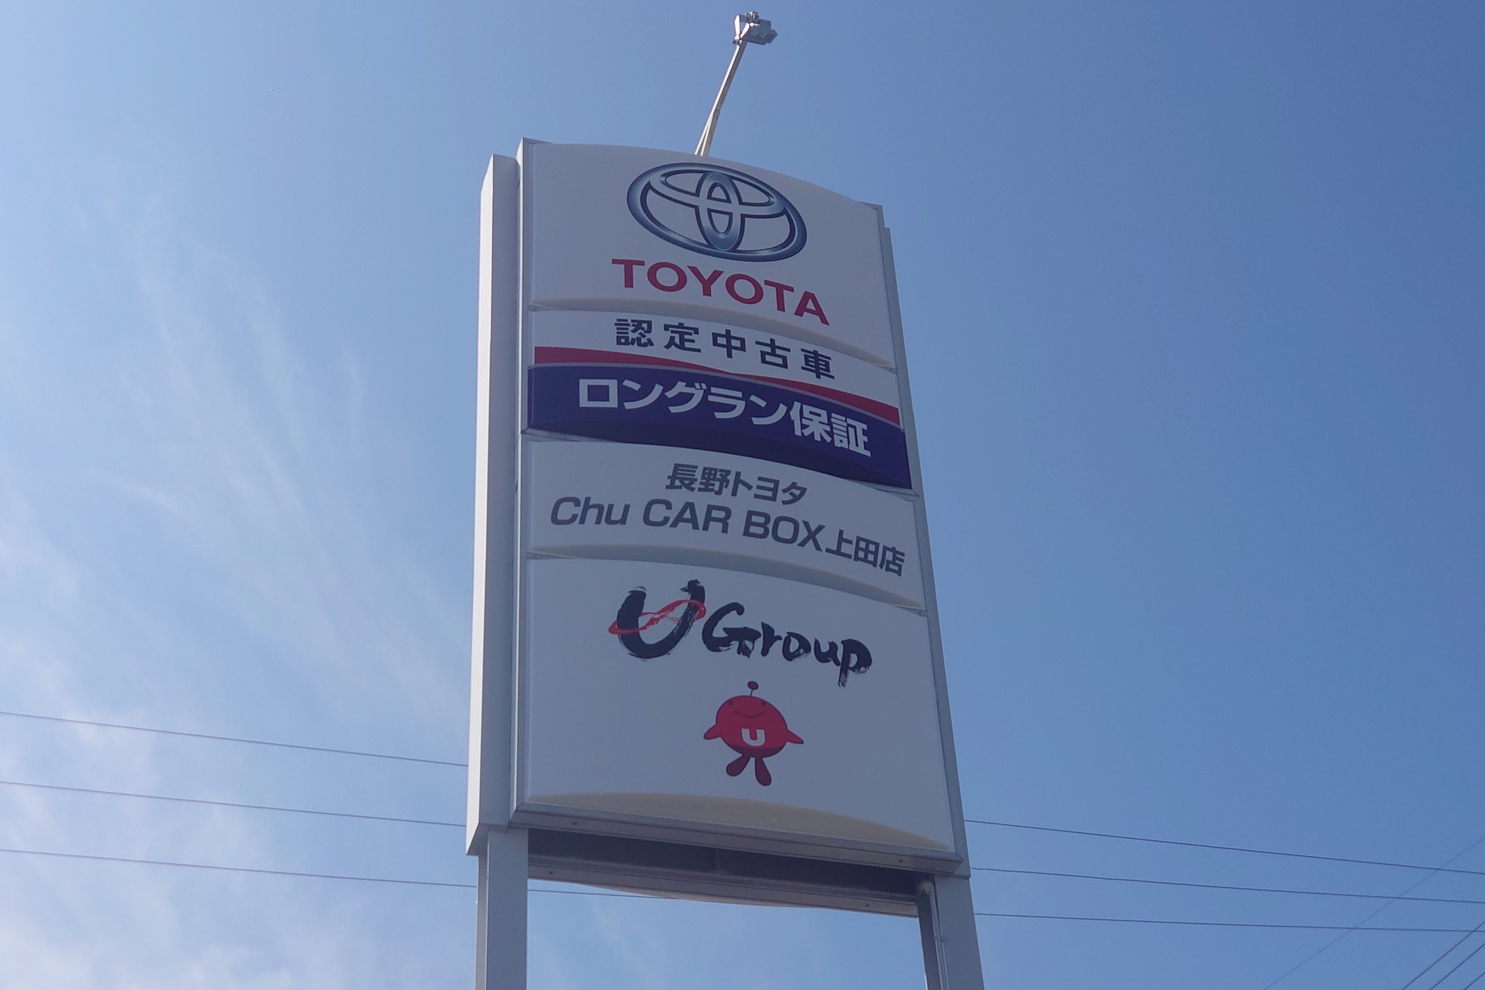 TOYOTA
認定中古車
ロングラン保証
長野トヨタ
Chu CAR BOX上田店
U Group
U